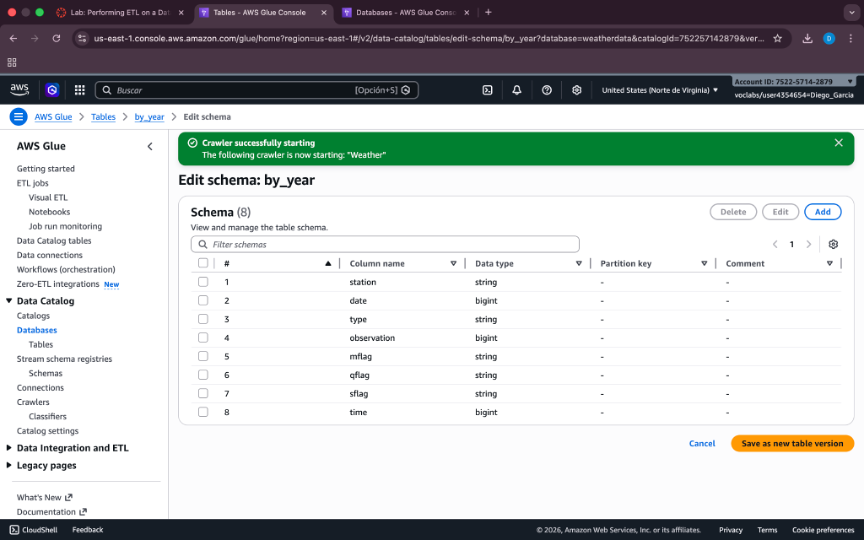 Lab: Performing ETL on a Dat
Tables - AWS Glue Console
Databases - AWS Glue Consol
us-east-1.console.aws.amazon.com/glue/home?region=us-east-1#/v2/data-catalog/tables/edit-schema/by_year?database=weatherdata&catalogId=752257142879&ver...
D
aws
Buscar
[Opción+S]
United States (Norte de Virginia)
Account ID: 7522-5714-2879
voclabs/user4354654=Diego_Garcia
AWS Glue
Tables
by_year
Edit schema
AWS Glue
Getting started
ETL jobs
Visual ETL
Notebooks
Job run monitoring
Data Catalog tables
Data connections
Workflows (orchestration)
Zero-ETL integrations New
Data Catalog
Catalogs
Databases
Tables
Stream schema registries
Schemas
Connections
Crawlers
Classifiers
Catalog settings
Data Integration and ETL
Legacy pages
What's New
Documentation
Crawler successfully starting
The following crawler is now starting: "Weather"
Edit schema: by_year
Schema (8)
Delete
Edit
Add
View and manage the table schema.
Filter schemas
1
# Column name Data type Partition key Comment
1 station string - -
2 date bigint - -
3 type string - -
4 observation bigint - -
5 mflag string - -
6 qflag string - -
7 sflag string - -
8 time bigint - -
Cancel
Save as new table version
CloudShell
Feedback
© 2026, Amazon Web Services, Inc. or its affiliates.
Privacy
Terms
Cookie preferences